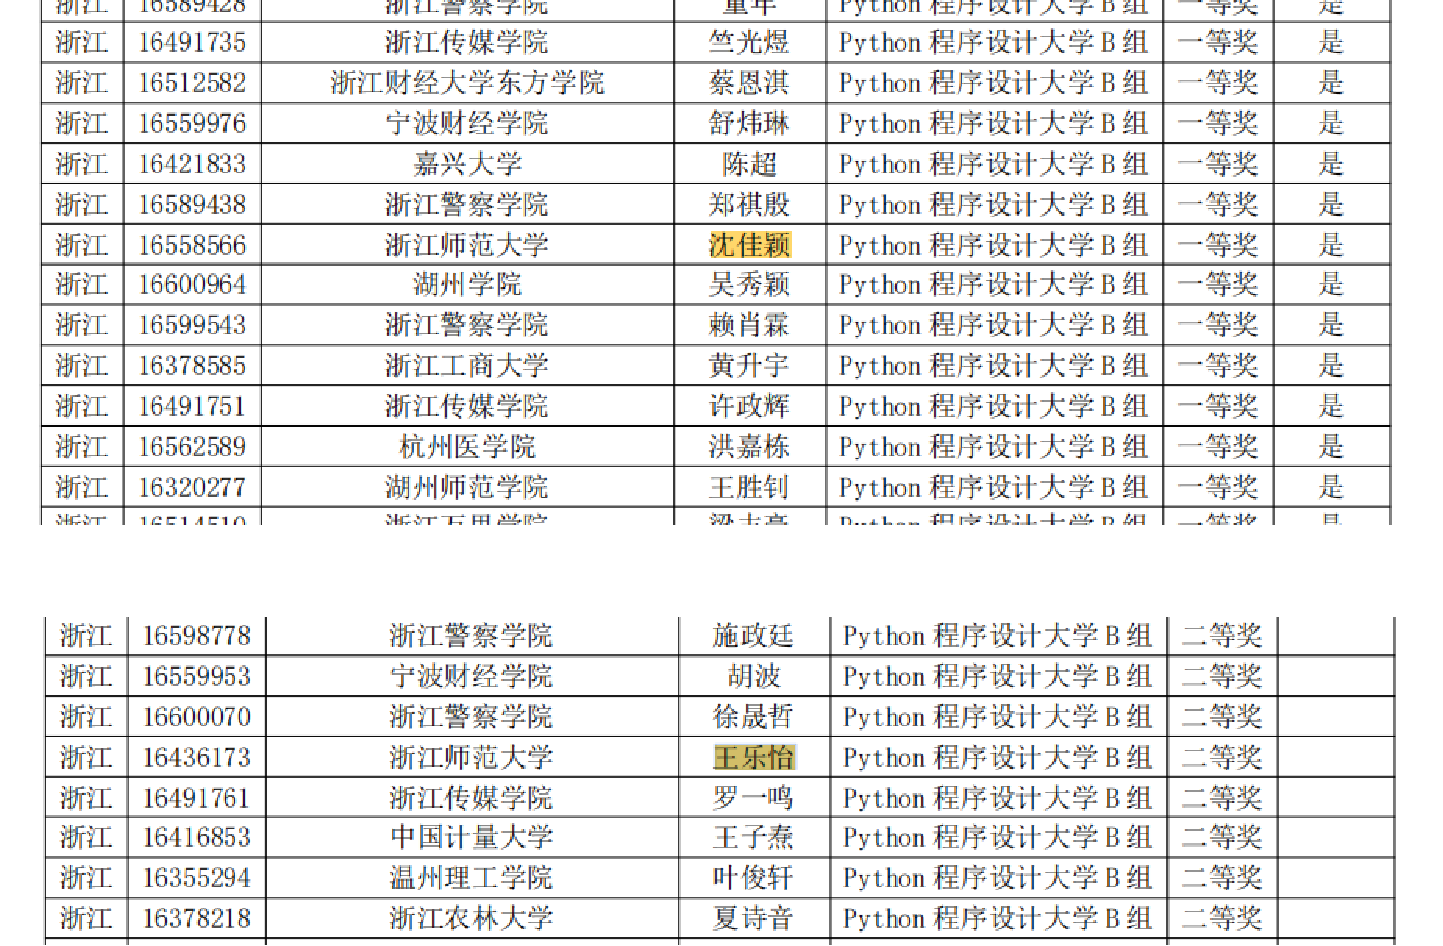 浙江 16589428 浙江警察学院 童年 Python 程序设计大学 B 组 一等奖 是
浙江 16491735 浙江传媒学院 竺光煜 Python 程序设计大学 B 组 一等奖 是
浙江 16512582 浙江财经大学东方学院 蔡恩淇 Python 程序设计大学 B 组 一等奖 是
浙江 16559976 宁波财经学院 舒炜琳 Python 程序设计大学 B 组 一等奖 是
浙江 16421833 嘉兴大学 陈超 Python 程序设计大学 B 组 一等奖 是
浙江 16589438 浙江警察学院 郑祺殷 Python 程序设计大学 B 组 一等奖 是
浙江 16558566 浙江师范大学 沈佳颖 Python 程序设计大学 B 组 一等奖 是
浙江 16600964 湖州学院 吴秀颖 Python 程序设计大学 B 组 一等奖 是
浙江 16599543 浙江警察学院 赖肖霖 Python 程序设计大学 B 组 一等奖 是
浙江 16378585 浙江工商大学 黄升宇 Python 程序设计大学 B 组 一等奖 是
浙江 16491751 浙江传媒学院 许政辉 Python 程序设计大学 B 组 一等奖 是
浙江 16562589 杭州医学院 洪嘉栋 Python 程序设计大学 B 组 一等奖 是
浙江 16320277 湖州师范学院 王胜钊 Python 程序设计大学 B 组 一等奖 是
浙江 16514510 浙江万里学院 Python 程序设计大学 B 组 一等奖 是
浙江 16598778 浙江警察学院 施政廷 Python 程序设计大学 B 组 二等奖
浙江 16559953 宁波财经学院 胡波 Python 程序设计大学 B 组 二等奖
浙江 16600070 浙江警察学院 徐晟哲 Python 程序设计大学 B 组 二等奖
浙江 16436173 浙江师范大学 王乐怡 Python 程序设计大学 B 组 二等奖
浙江 16491761 浙江传媒学院 罗一鸣 Python 程序设计大学 B 组 二等奖
浙江 16416853 中国计量大学 王子焘 Python 程序设计大学 B 组 二等奖
浙江 16355294 温州理工学院 叶俊轩 Python 程序设计大学 B 组 二等奖
浙江 16378218 浙江农林大学 夏诗音 Python 程序设计大学 B 组 二等奖